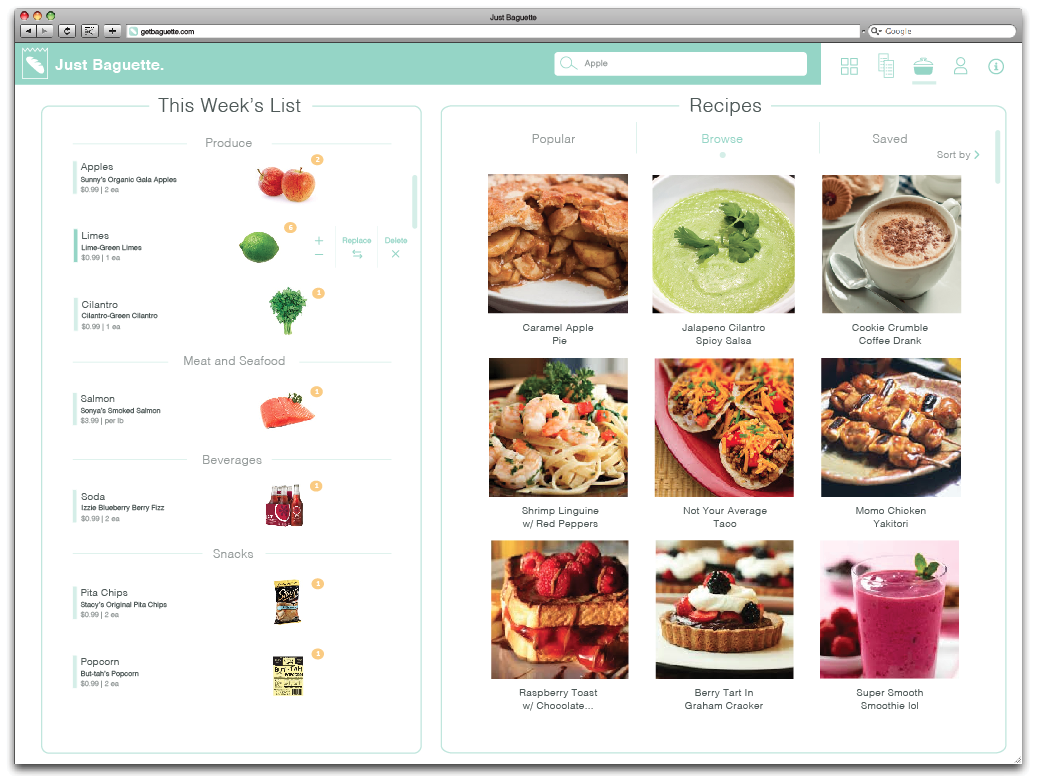 Just Baguette
getbaguette.com
Google
Just Baguette.
Apple
This Week's List
Produce
Apples
Sunny's Organic Gala Apples
$0.99 | 2 ea
2
Limes
Lime-Green Limes
$0.99 | 1 ea
6
Replace
Delete
Cilantro
Cilantro-Green Cilantro
$0.99 | 1 ea
1
Meat and Seafood
Salmon
Sonya's Smoked Salmon
$3.99 | per lb
1
Beverages
Soda
Izzie Blueberry Berry Fizz
$0.99 | 2 ea
1
Snacks
Pita Chips
Stacy's Original Pita Chips
$0.99 | 2 ea
1
Popcorn
But-tah's Popcorn
$0.99 | 2 ea
1
Recipes
Popular
Browse
Saved
Sort by
Caramel Apple
Pie
Jalapeno Cilantro
Spicy Salsa
Cookie Crumble
Coffee Drank
Shrimp Linguine
w/ Red Peppers
Not Your Average
Taco
Momo Chicken
Yakitori
Raspberry Toast
w/ Chocolate...
Berry Tart In
Graham Cracker
Super Smooth
Smoothie lol